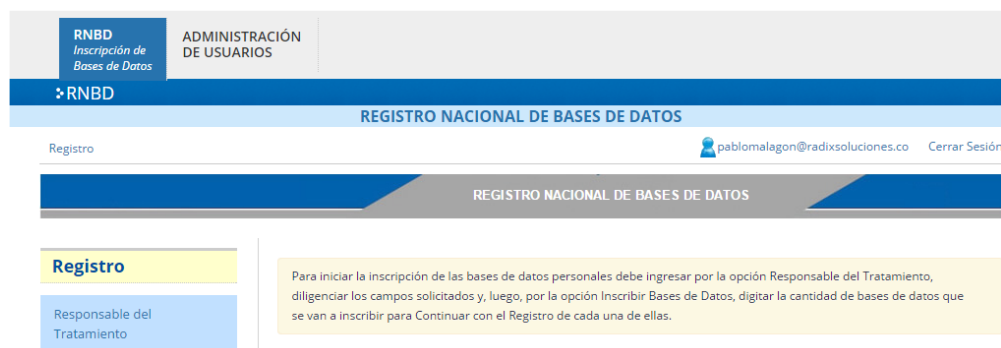 RNBD
Inscripción de
Bases de Datos
ADMINISTRACIÓN
DE USUARIOS
RNBD
REGISTRO NACIONAL DE BASES DE DATOS
Registro
pablomalagon@radixsoluciones.co Cerrar Sesión
REGISTRO NACIONAL DE BASES DE DATOS
Registro
Responsable del
Tratamiento
Para iniciar la inscripción de las bases de datos personales debe ingresar por la opción Responsable del Tratamiento,
diligenciar los campos solicitados y, luego, por la opción Inscribir Bases de Datos, digitar la cantidad de bases de datos que
se van a inscribir para Continuar con el Registro de cada una de ellas.